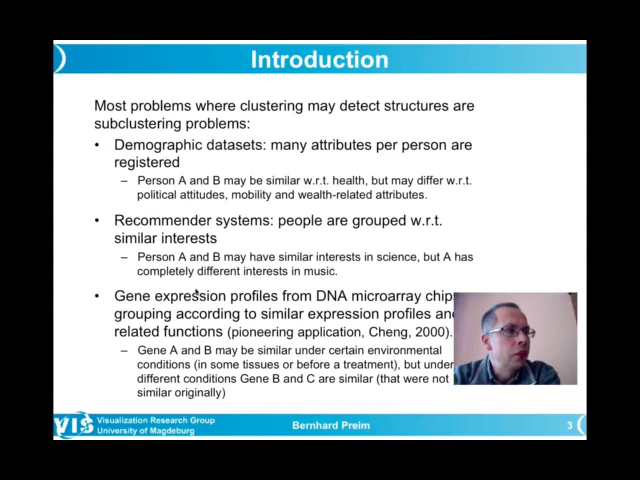 Introduction
Most problems where clustering may detect structures are
subclustering problems:
• Demographic datasets: many attributes per person are
registered
– Person A and B may be similar w.r.t. health, but may differ w.r.t.
political attitudes, mobility and wealth-related attributes.
• Recommender systems: people are grouped w.r.t.
similar interests
– Person A and B may have similar interests in science, but A has
completely different interests in music.
• Gene expression profiles from DNA microarray chips
grouping according to similar expression profiles and
related functions (pioneering application, Cheng, 2000).
– Gene A and B may be similar under certain environmental
conditions (in some tissues or before a treatment), but under
different conditions Gene B and C are similar (that were not
similar originally)
VIS Visualization Research Group
University of Magdeburg
Bernhard Preim
3